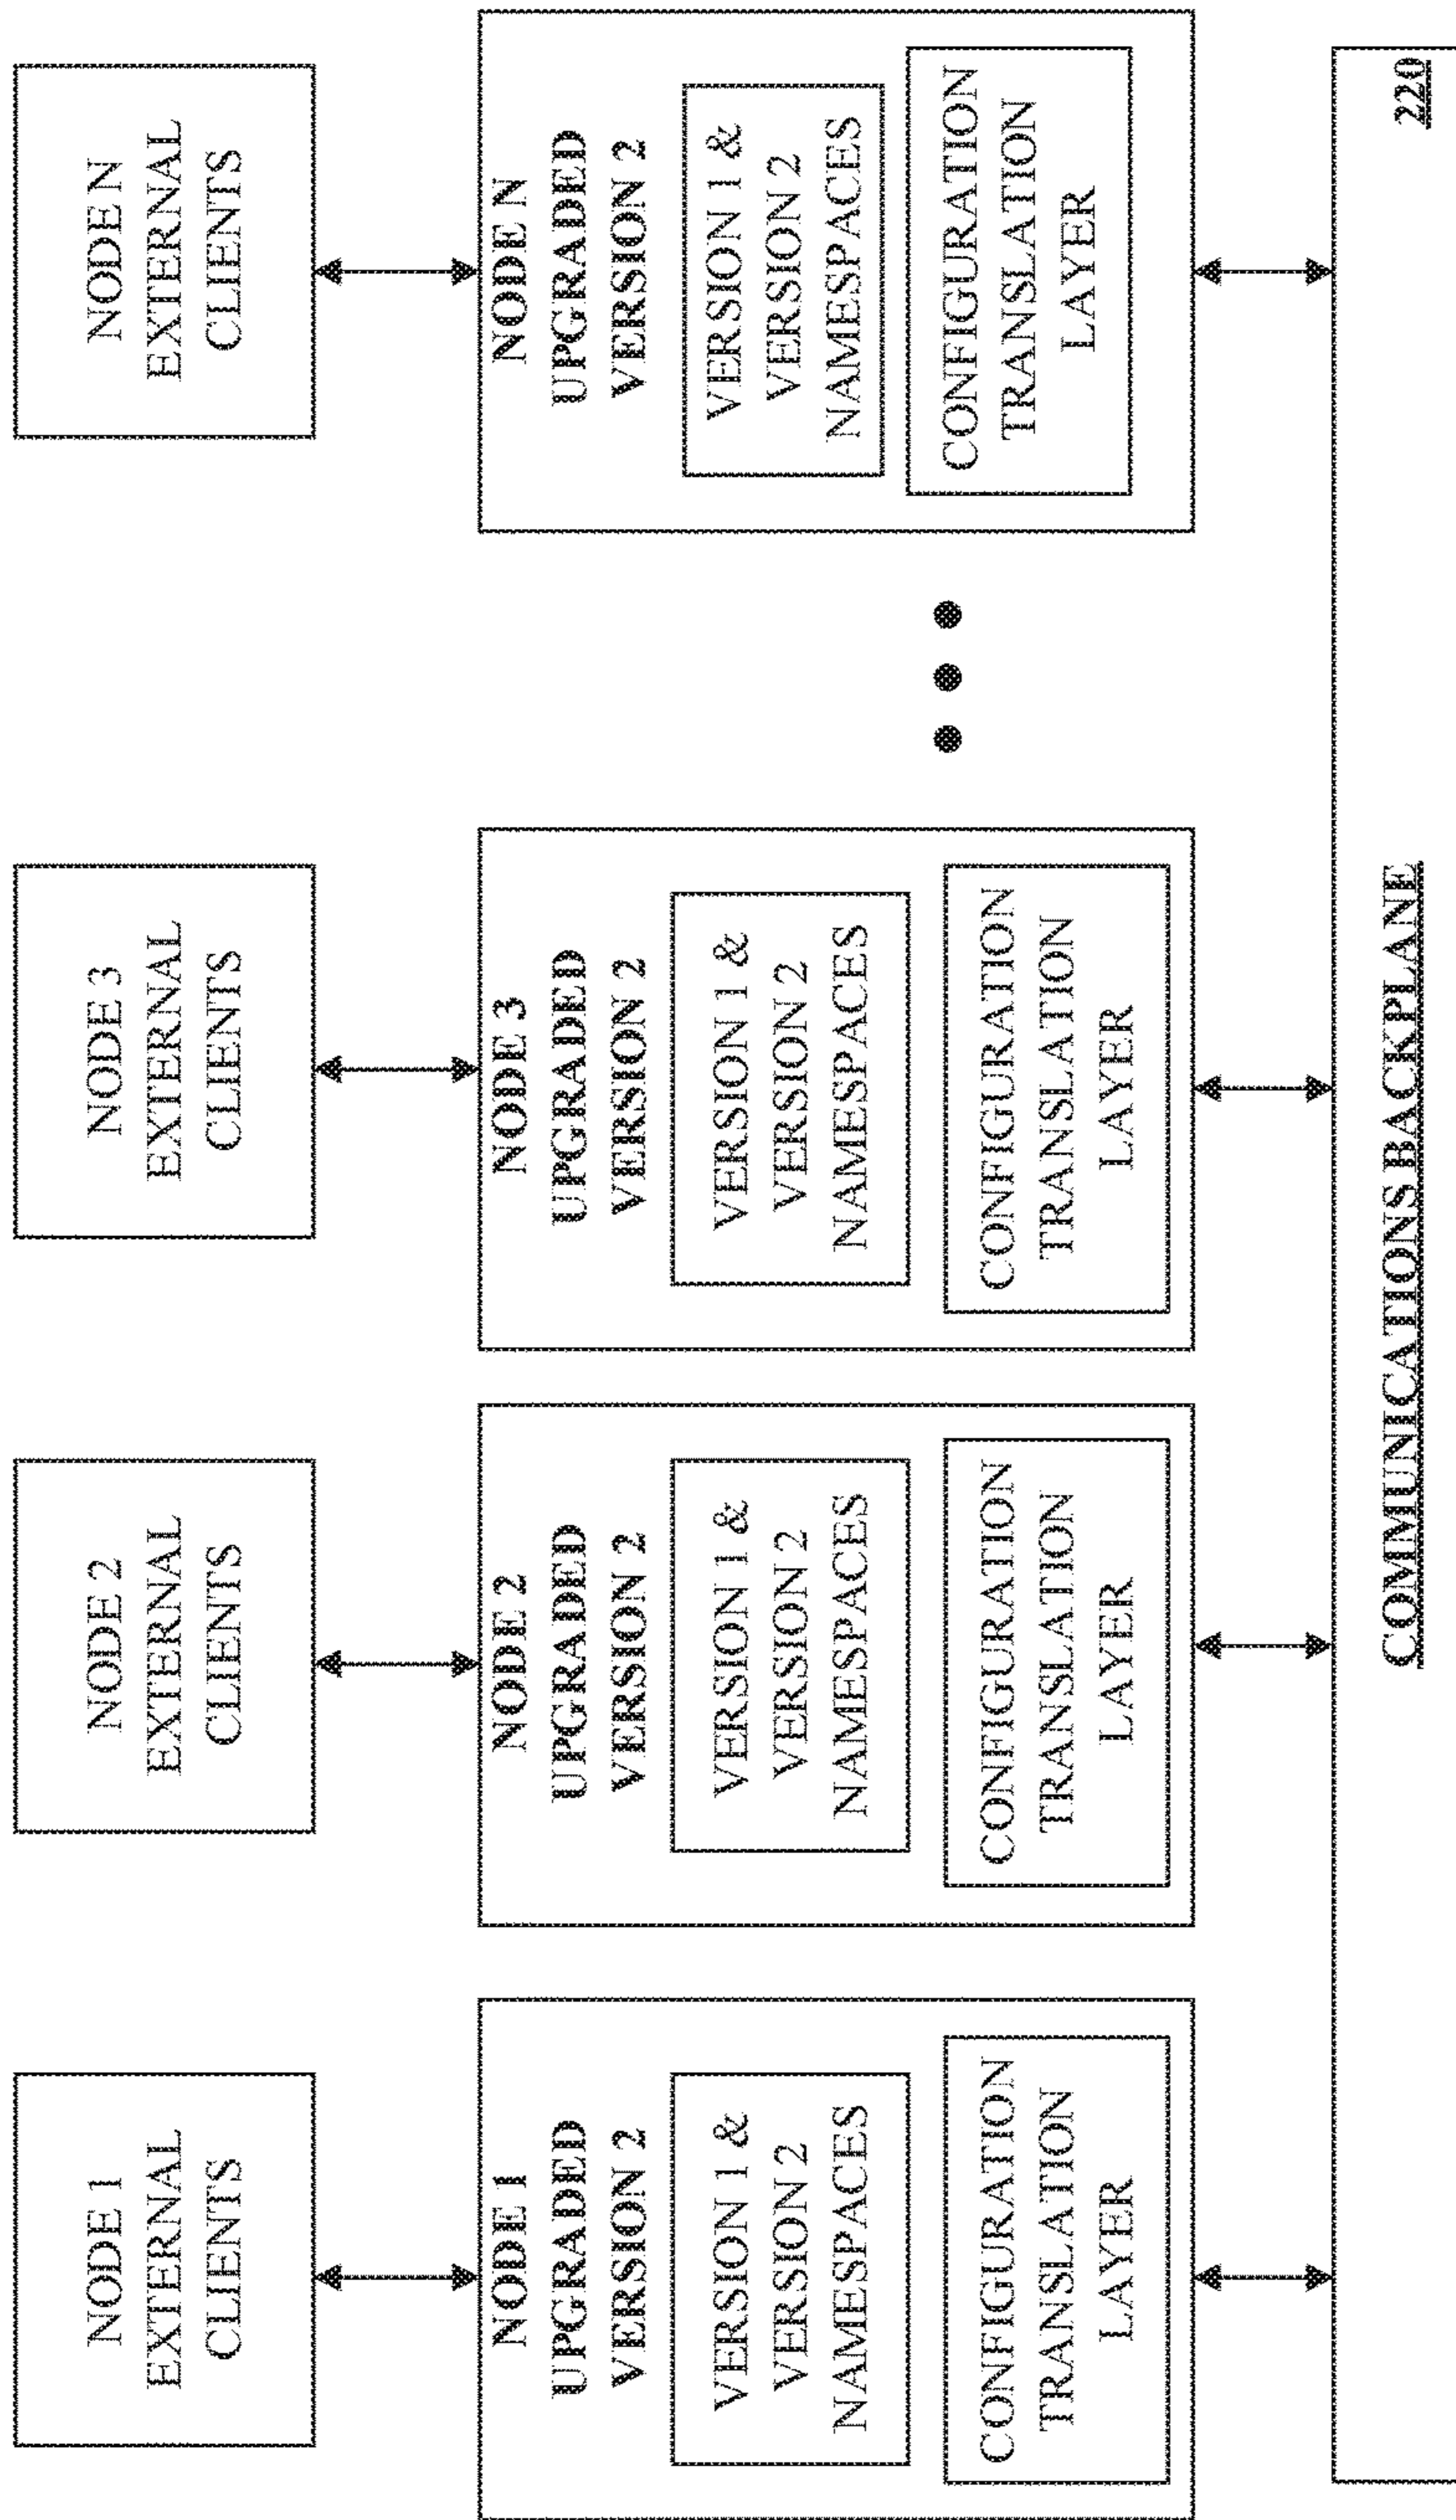 NODE 1
EXTERNAL
CLIENTS
NODE 2
EXTERNAL
CLIENTS
NODE 3
EXTERNAL
CLIENTS
NODE N
EXTERNAL
CLIENTS
NODE 1
UPGRADED
VERSION 2
VERSION 1 &
VERSION 2
NAMESPACES
CONFIGURATION
TRANSLATION
LAYER
NODE 2
UPGRADED
VERSION 2
VERSION 1 &
VERSION 2
NAMESPACES
CONFIGURATION
TRANSLATION
LAYER
NODE 3
UPGRADED
VERSION 2
VERSION 1 &
VERSION 2
NAMESPACES
CONFIGURATION
TRANSLATION
LAYER
NODE N
UPGRADED
VERSION 2
VERSION 1 &
VERSION 2
NAMESPACES
CONFIGURATION
TRANSLATION
LAYER
COMMUNICATIONS BACKPLANE
220